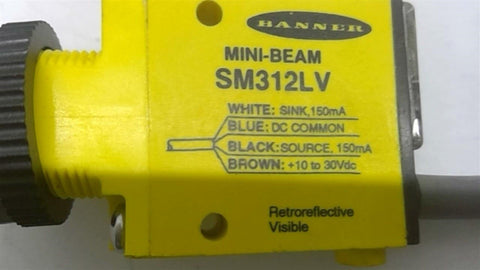 BANNER
MINI-BEAM
SM312LV
WHITE: SINK, 150mA
BLUE: DC COMMON
BLACK: SOURCE, 150mA
BROWN: +10 to 30Vdc
Retroreflective
Visible